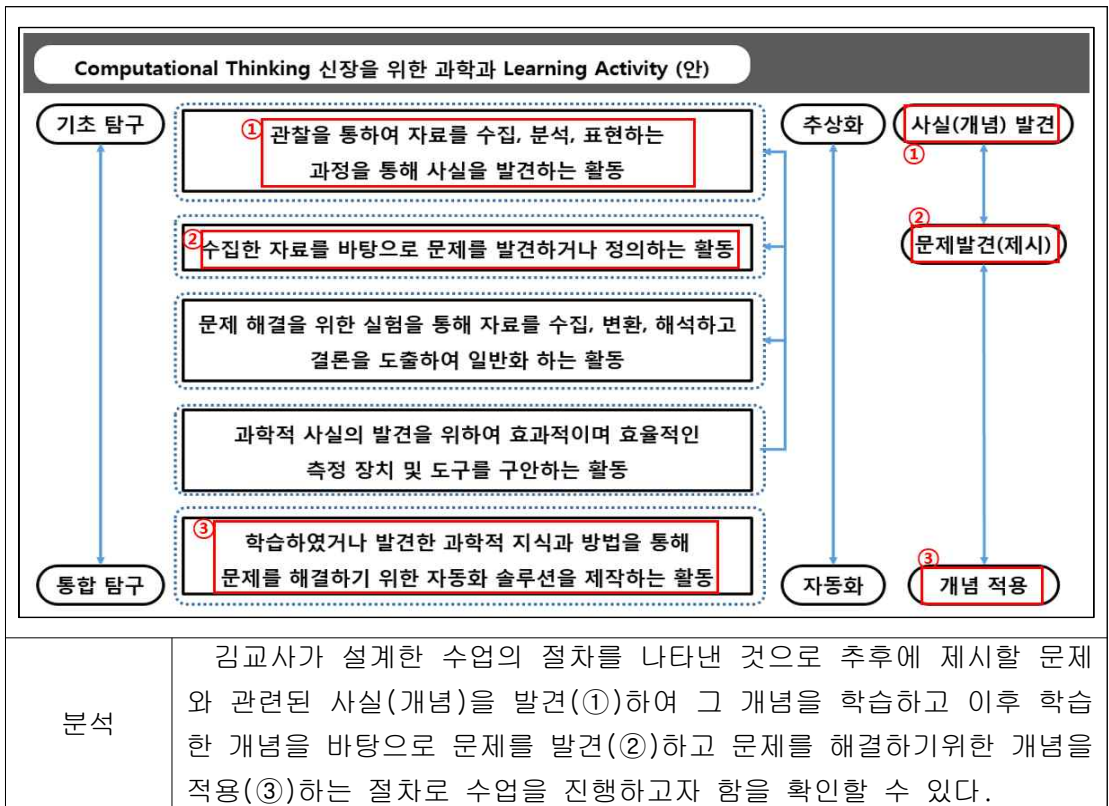 Computational Thinking 신장을 위한 과학과 Learning Activity (안)
기초 탐구
① 관찰을 통하여 자료를 수집, 분석, 표현하는
과정을 통해 사실을 발견하는 활동
추상화
사실(개념) 발견
①
② 수집한 자료를 바탕으로 문제를 발견하거나 정의하는 활동
②
문제발견(제시)
문제 해결을 위한 실험을 통해 자료를 수집, 변환, 해석하고
결론을 도출하여 일반화 하는 활동
과학적 사실의 발견을 위하여 효과적이며 효율적인
측정 장치 및 도구를 구안하는 활동
③ 학습하였거나 발견한 과학적 지식과 방법을 통해
문제를 해결하기 위한 자동화 솔루션을 제작하는 활동
통합 탐구
자동화
③
개념 적용
분석
김교사가 설계한 수업의 절차를 나타낸 것으로 추후에 제시할 문제
와 관련된 사실(개념)을 발견(①)하여 그 개념을 학습하고 이후 학습
한 개념을 바탕으로 문제를 발견(②)하고 문제를 해결하기위한 개념을
적용(③)하는 절차로 수업을 진행하고자 함을 확인할 수 있다.